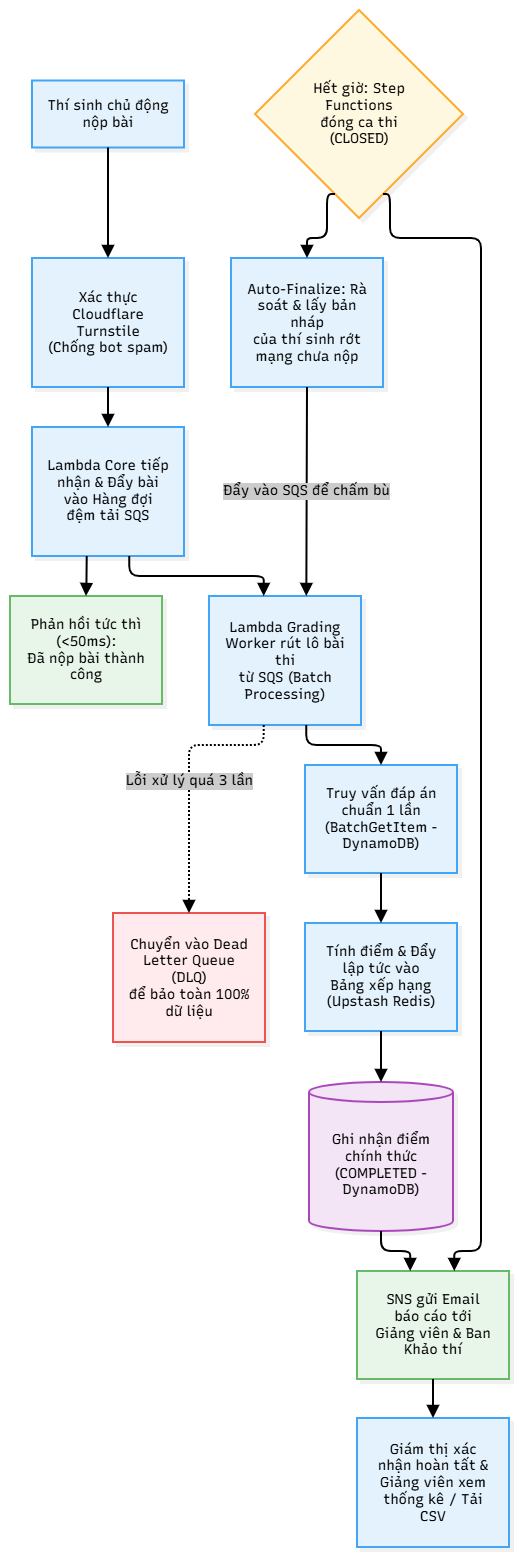 Hết giờ: Step
Functions
đóng ca thi
(CLOSED)
Thí sinh chủ động
nộp bài
Xác thực
Cloudflare
Turnstile
(Chống bot spam)
Auto-Finalize: Rà
soát & lấy bản
nháp
của thí sinh rớt
mạng chưa nộp
Lambda Core tiếp
nhận & Đẩy bài
vào Hàng đợi
đệm tải SQS
Đẩy vào SQS để chấm bù
Phản hồi tức thì
(<50ms):
Đã nộp bài thành
công
Lambda Grading
Worker rút lô bài
thi
từ SQS (Batch
Processing)
Lỗi xử lý quá 3 lần
Truy vấn đáp án
chuẩn 1 lần
(BatchGetItem -
DynamoDB)
Chuyển vào Dead
Letter Queue
(DLQ)
để bảo toàn 100%
dữ liệu
Tính điểm & Đẩy
lập tức vào
Bảng xếp hạng
(Upstash Redis)
Ghi nhận điểm
chính thức
(COMPLETED -
DynamoDB)
SNS gửi Email
báo cáo tới
Giảng viên & Ban
Khảo thí
Giám thị xác
nhận hoàn tất &
Giảng viên xem
thống kê / Tải
CSV